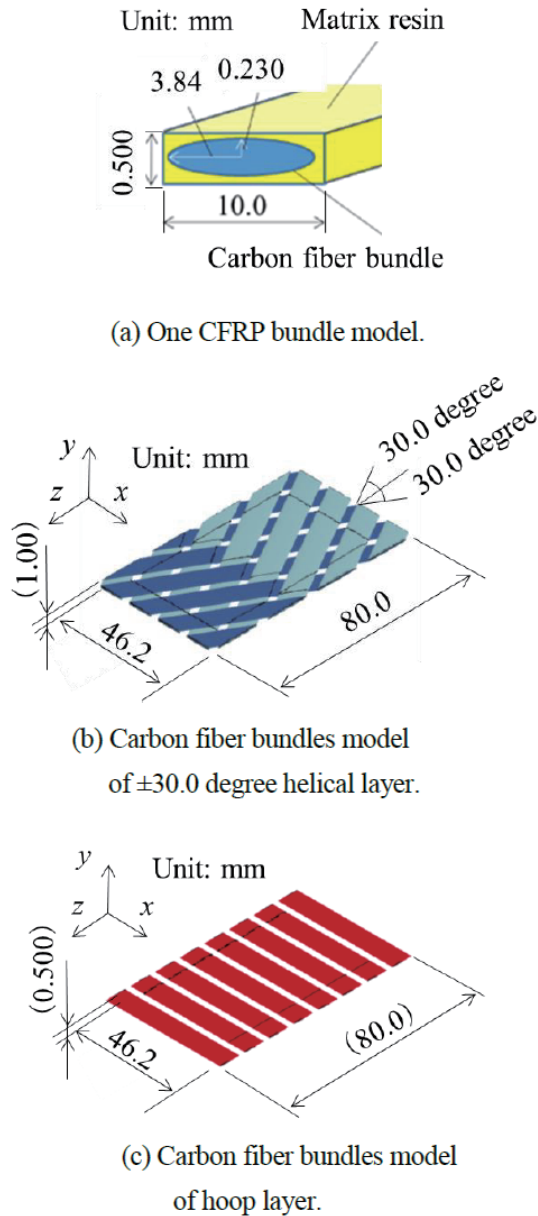 Unit: mm
Matrix resin
3.84
0.230
0.500
10.0
Carbon fiber bundle
(a) One CFRP bundle model.
30.0 degree
30.0 degree
y
z
x
Unit: mm
(1.00)
46.2
80.0
(b) Carbon fiber bundles model
of ±30.0 degree helical layer.
y
z
x
Unit: mm
(0.500)
46.2
(80.0)
(c) Carbon fiber bundles model
of hoop layer.